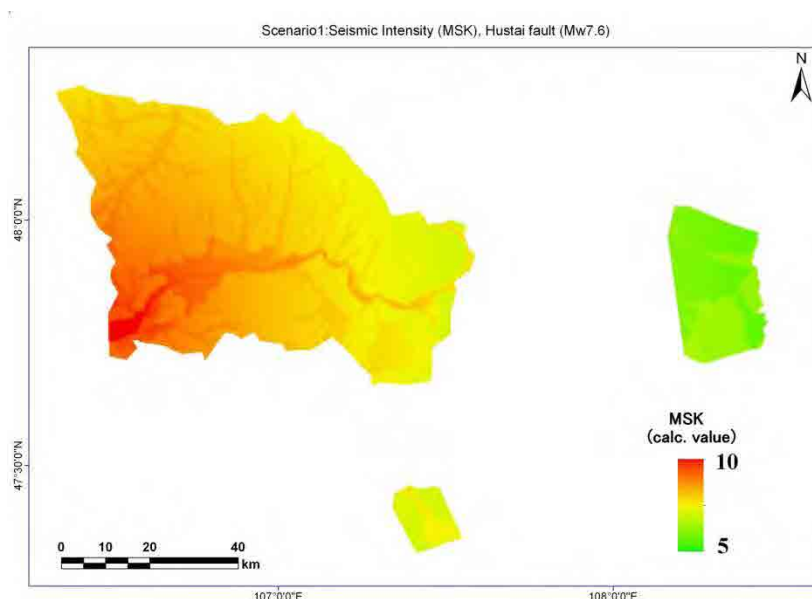 Scenario1:Seismic Intensity (MSK), Hustai fault (Mw7.6)
N
48°0'0"N
47°30'0"N
MSK
(calc. value)
10
5
0 5 10 20 40
km
107°0'0"E
108°0'0"E